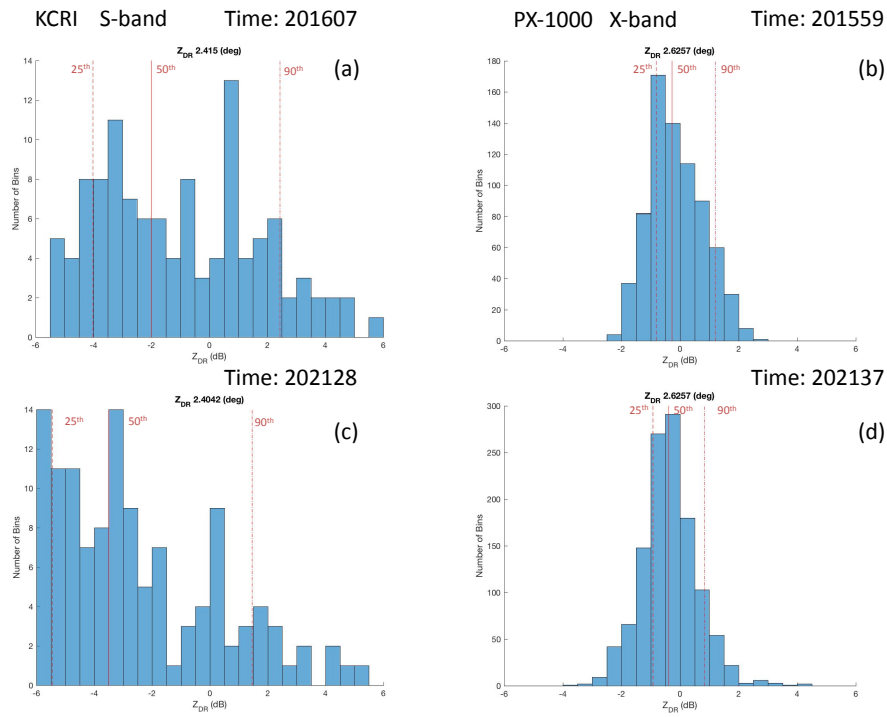 KCRI S-band Time: 201607 PX-1000 X-band Time: 201559
Z_DR 2.415 (deg)
(a)
25th 50th 90th
Number of Bins
14
12
10
8
6
4
2
0
-6 -4 -2 0 2 4 6
Z_DR (dB)
Z_DR 2.6257 (deg)
(b)
25th 50th 90th
Number of Bins
180
160
140
120
100
80
60
40
20
0
-6 -4 -2 0 2 4 6
Z_DR (dB)
Time: 202128 Time: 202137
Z_DR 2.4042 (deg)
(c)
25th 50th 90th
Number of Bins
14
12
10
8
6
4
2
0
-6 -4 -2 0 2 4 6
Z_DR (dB)
Z_DR 2.6257 (deg)
(d)
25th 50th 90th
Number of Bins
300
250
200
150
100
50
0
-6 -4 -2 0 2 4 6
Z_DR (dB)